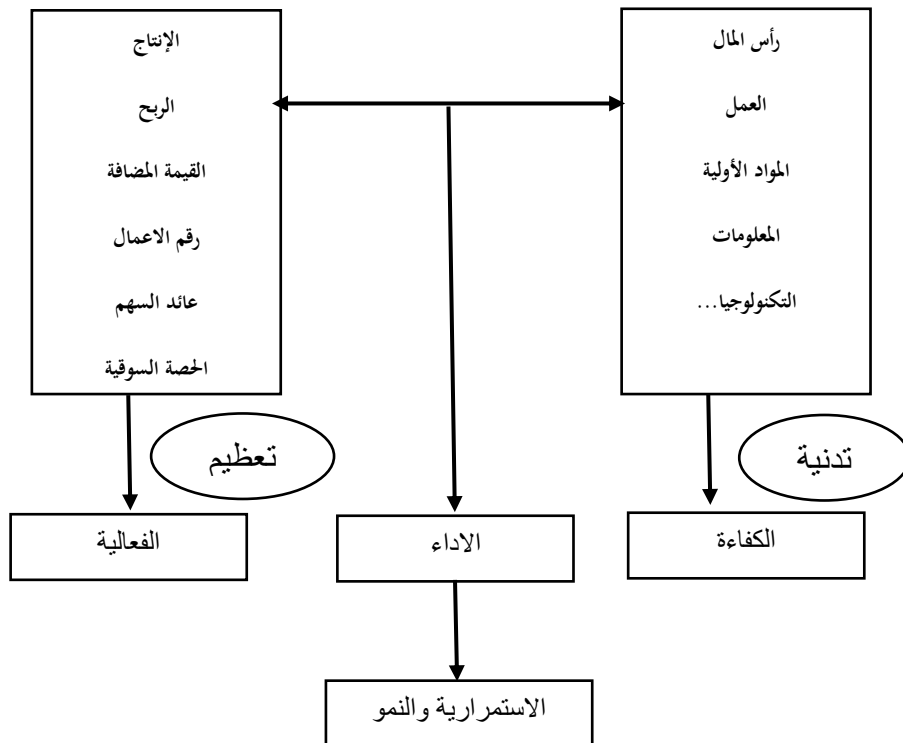 رأس المال
العمل
المواد الأولية
المعلومات
التكنولوجيا...
الإنتاج
الربح
القيمة المضافة
رقم الاعمال
عائد السهم
الحصة السوقية
تدنية
تعظيم
الكفاءة
الاداء
الفعالية
الاستمرارية والنمو